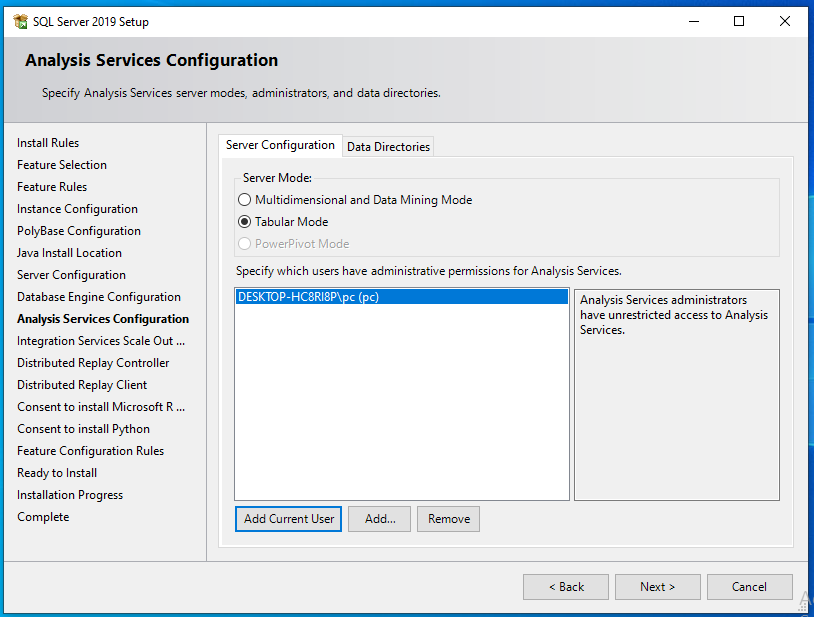 SQL Server 2019 Setup
Analysis Services Configuration
Specify Analysis Services server modes, administrators, and data directories.
Install Rules
Feature Selection
Feature Rules
Instance Configuration
PolyBase Configuration
Java Install Location
Server Configuration
Database Engine Configuration
Analysis Services Configuration
Integration Services Scale Out ...
Distributed Replay Controller
Distributed Replay Client
Consent to install Microsoft R ...
Consent to install Python
Feature Configuration Rules
Ready to Install
Installation Progress
Complete
Server Configuration
Data Directories
Server Mode:
Multidimensional and Data Mining Mode
Tabular Mode
PowerPivot Mode
Specify which users have administrative permissions for Analysis Services.
DESKTOP-HC8RI8P\pc (pc)
Analysis Services administrators
have unrestricted access to Analysis
Services.
Add Current User
Add...
Remove
< Back
Next >
Cancel